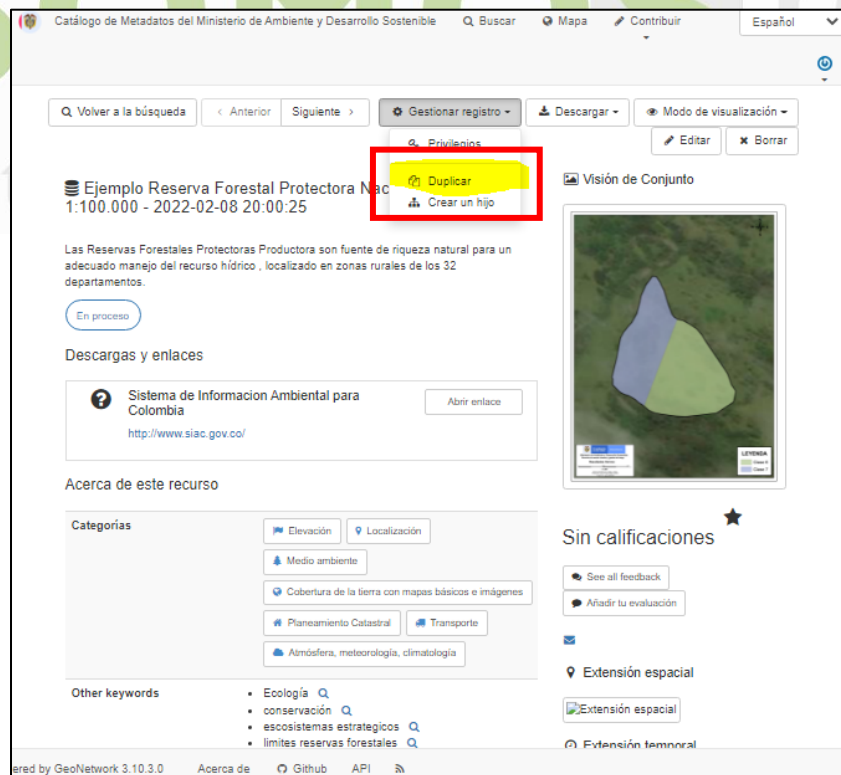 Catálogo de Metadatos del Ministerio de Ambiente y Desarrollo Sostenible Buscar Mapa Contribuir Español
Volver a la búsqueda Anterior Siguiente Gestionar registro Descargar Modo de visualización
Privilegios Editar Borrar
Duplicar
Crear un hijo
Ejemplo Reserva Forestal Protectora Nac
1:100.000 - 2022-02-08 20:00:25
Las Reservas Forestales Protectoras Productora son fuente de riqueza natural para un
adecuado manejo del recurso hídrico , localizado en zonas rurales de los 32
departamentos.
En proceso
Descargas y enlaces
Sistema de Informacion Ambiental para
Colombia
Abrir enlace
http://www.siac.gov.co/
Acerca de este recurso
Categorías
Elevación Localización
Medio ambiente
Cobertura de la tierra con mapas básicos e imágenes
Planeamiento Catastral Transporte
Atmósfera, meteorología, climatología
Other keywords
Ecología
conservación
escosistemas estrategicos
limites reservas forestales
Visión de Conjunto
LEYENDA
Sin calificaciones
See all feedback
Añadir tu evaluación
Extensión espacial
Extensión espacial
Extensión temporal
ered by GeoNetwork 3.10.3.0 Acerca de Github API